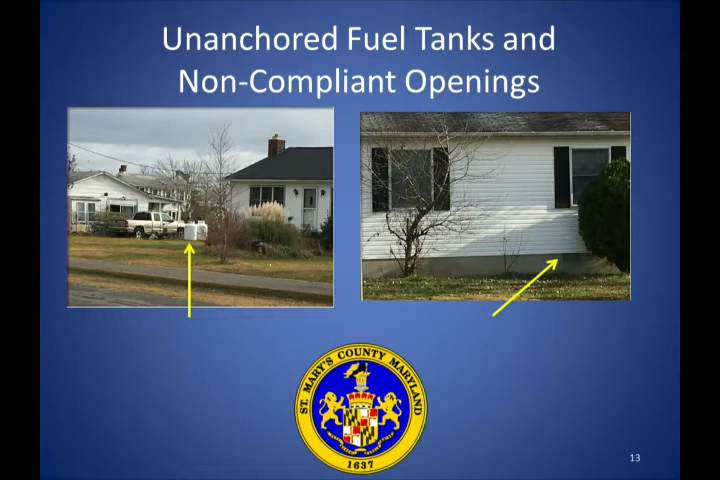 Unanchored Fuel Tanks and
Non-Compliant Openings
ST. MARY'S COUNTY MARYLAND
1637
13